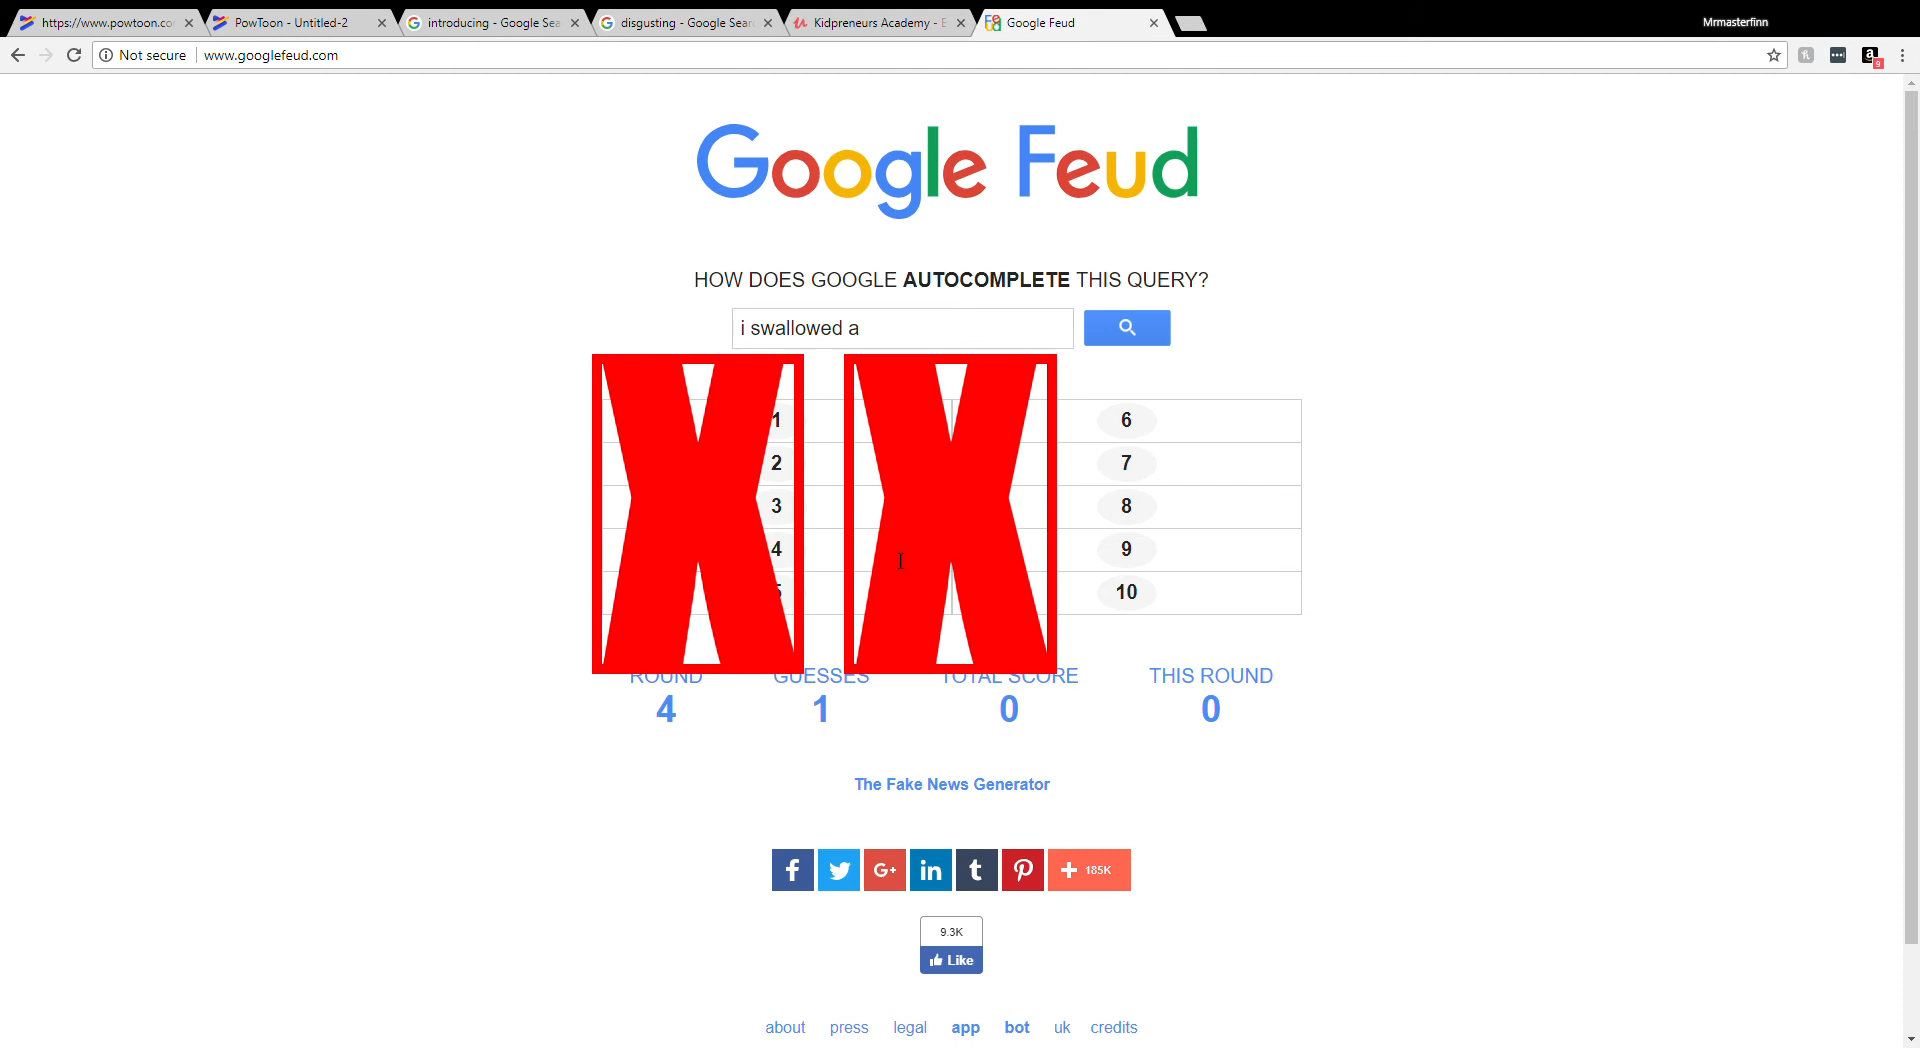 https://www.powtoon.co
PowToon - Untitled-2
introducing - Google Sea
disgusting - Google Sear
Kidpreneurs Academy - E
Google Feud
Mrmasterfinn
Not secure
www.googlefeud.com
a
9
Google Feud
HOW DOES GOOGLE AUTOCOMPLETE THIS QUERY?
i swallowed a
X X
1 6
2 7
3 8
4 9
5 10
ROUND GUESSES TOTAL SCORE THIS ROUND
4 1 0 0
The Fake News Generator
f G+ in t + 185K
9.3K
Like
about press legal app bot uk credits